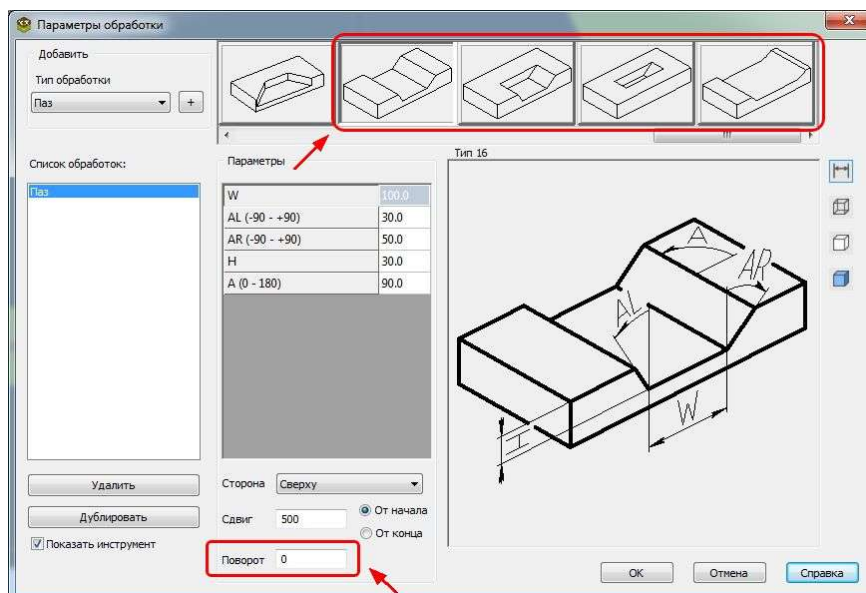 Параметры обработки
Добавить
Тип обработки
Паз
+
Список обработок:
Паз
Удалить
Дублировать
Показать инструмент
Параметры
W 100.0
AL (-90 - +90) 30.0
AR (-90 - +90) 50.0
H 30.0
A (0 - 180) 90.0
Сторона Сверху
Сдвиг 500
От начала
От конца
Поворот 0
Тип 16
A
AR
AL
W
H
ОК
Отмена
Справка